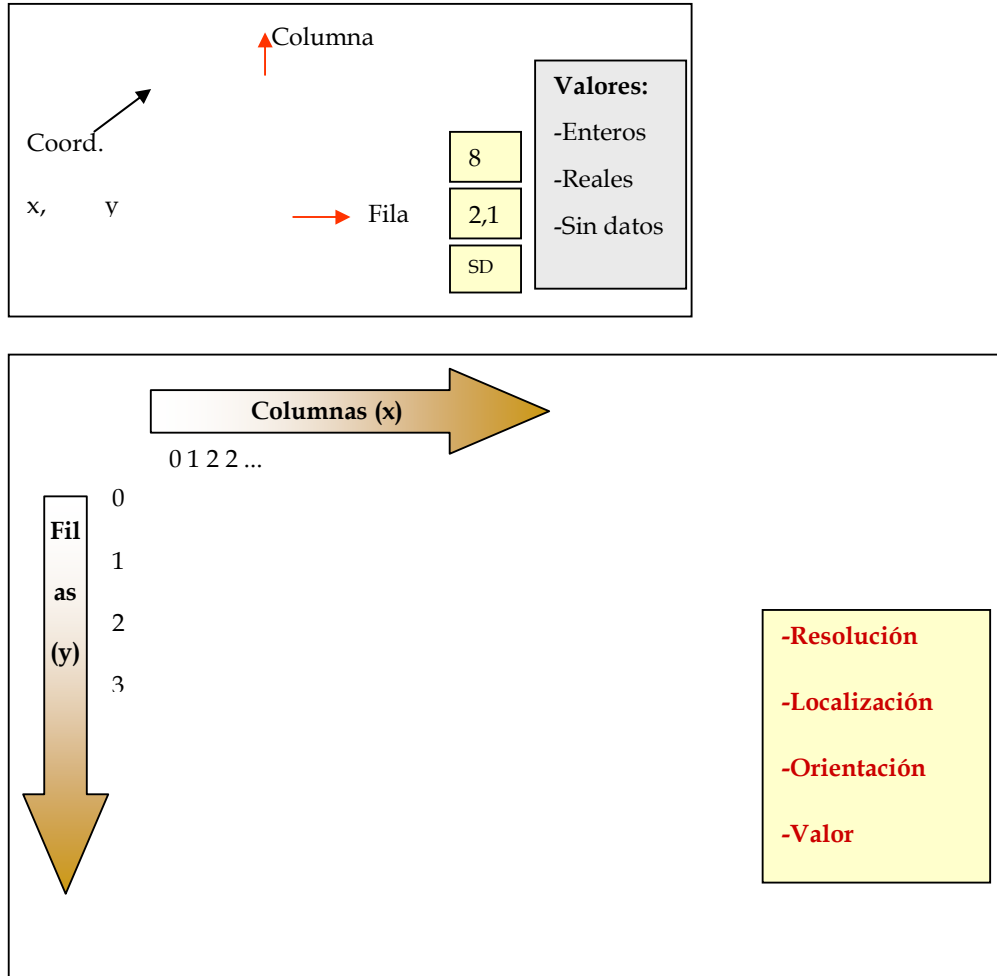 Columna
Coord.
x, y
Fila
8
2,1
SD
Valores:
-Enteros
-Reales
-Sin datos
Columnas (x)
0 1 2 2 ...
Fil
as
(y)
0
1
2
3
-Resolución
-Localización
-Orientación
-Valor